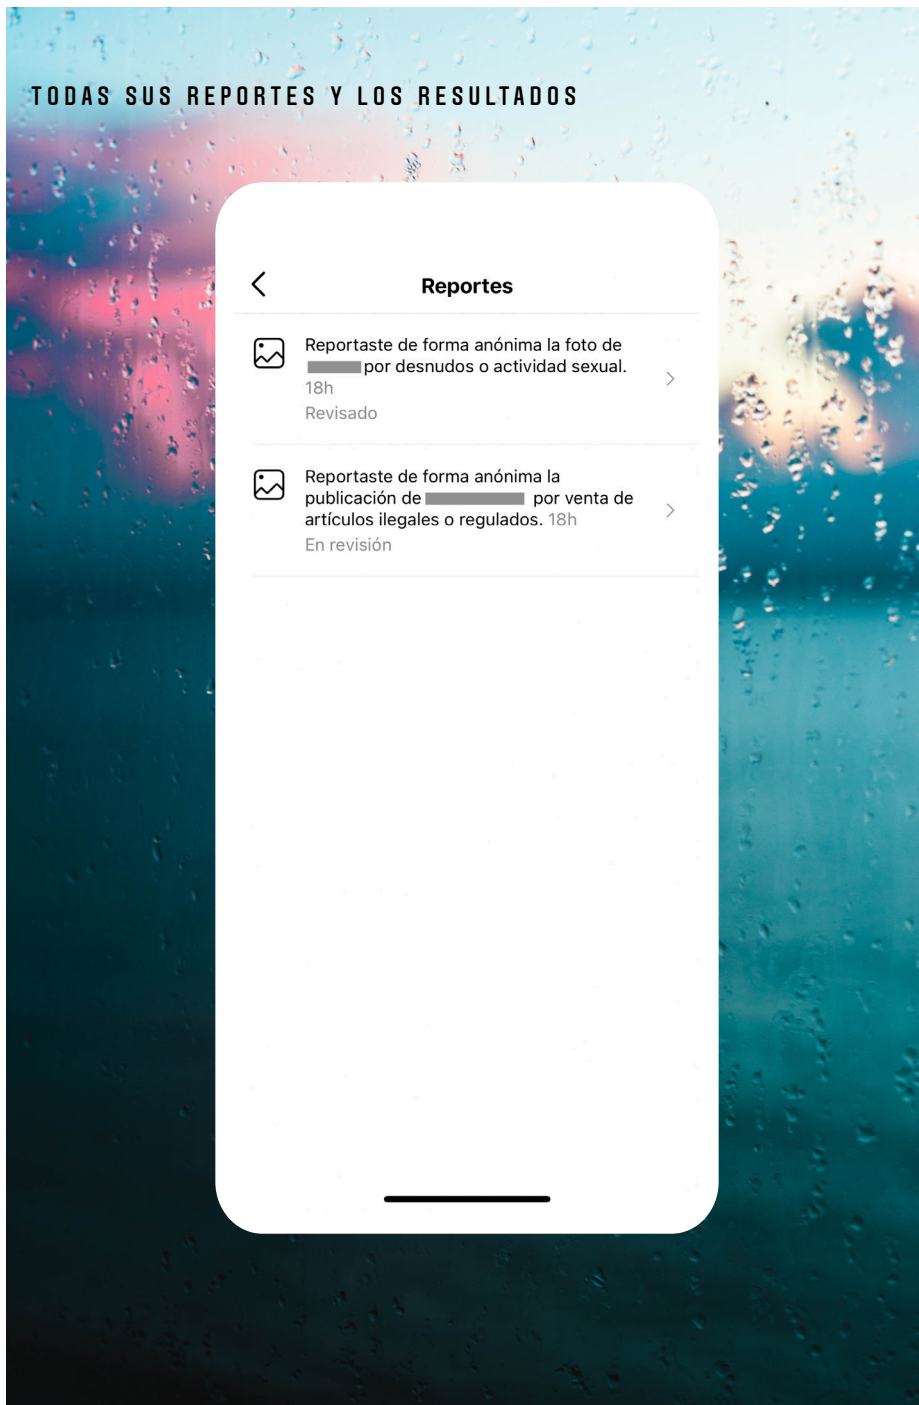 TODAS SUS REPORTES Y LOS RESULTADOS
Reportes
Reportaste de forma anónima la foto de
por desnudos o actividad sexual.
18h
Revisado
Reportaste de forma anónima la
publicación de por venta de
artículos ilegales o regulados. 18h
En revisión